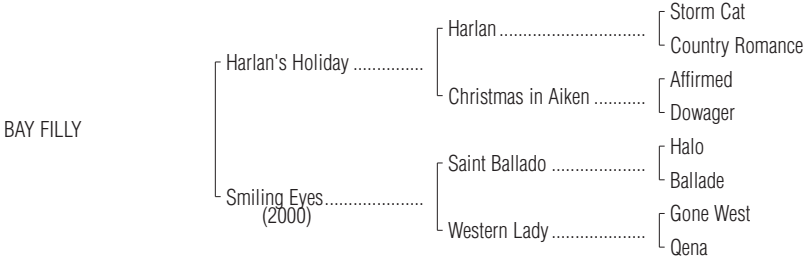 Storm Cat
Harlan..............................
Country Romance
Harlan's Holiday ...............
Affirmed
Christmas in Aiken ...........
Dowager
BAY FILLY
Halo
Saint Ballado ....................
Ballade
Smiling Eyes.....................
(2000)
Gone West
Western Lady ....................
Qena